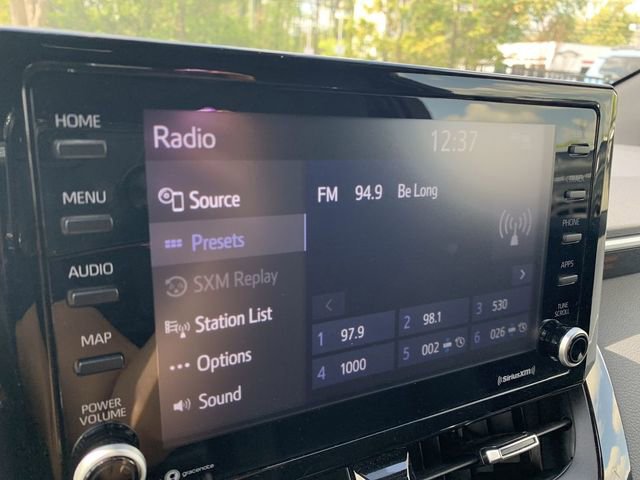 HOME
MENU
AUDIO
MAP
POWER
VOLUME
Radio
12:37
Source
Presets
SXM Replay
Station List
Options
Sound
FM 94.9 Be Long
1 97.9
2 98.1
3 530
4 1000
5 002
6 026
TRACK
PHONE
APPS
TUNE
SCROLL
SiriusXM
gracenote